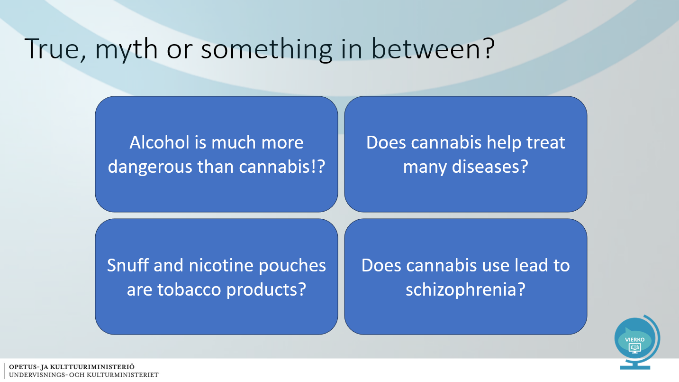 True, myth or something in between?
Alcohol is much more
dangerous than cannabis!?
Does cannabis help treat
many diseases?
Snuff and nicotine pouches
are tobacco products?
Does cannabis use lead to
schizophrenia?
VIERKO
OPETUS- JA KULTTUURIMINISTERIÖ
UNDERVISNINGS- OCH KULTURMINISTERIET